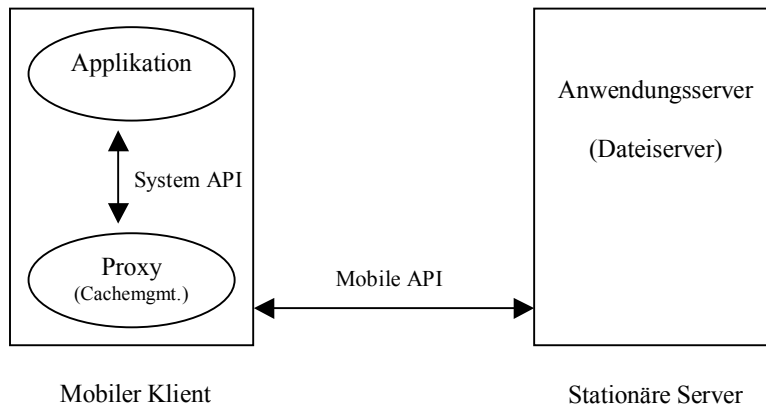 Applikation
System API
Proxy
(Cachemgmt.)
Mobile API
Anwendungsserver
(Dateiserver)
Mobiler Klient
Stationäre Server